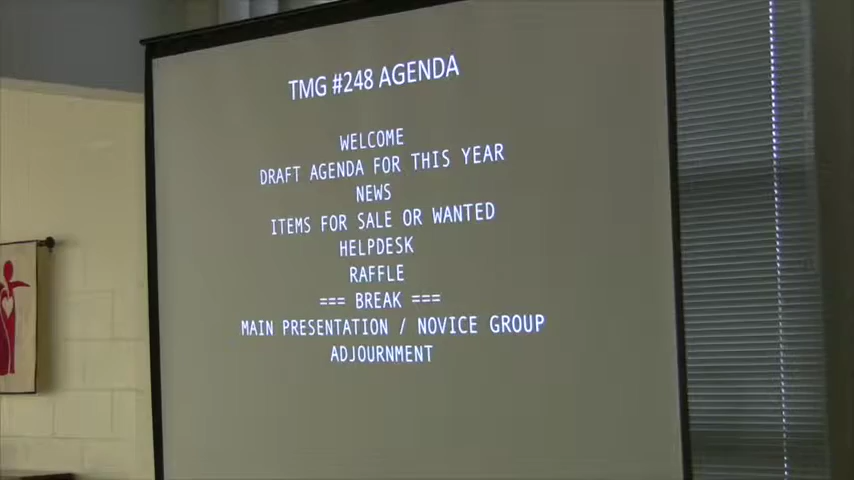 TMG #248 AGENDA
WELCOME
DRAFT AGENDA FOR THIS YEAR
NEWS
ITEMS FOR SALE OR WANTED
HELPDESK
RAFFLE
=== BREAK ===
MAIN PRESENTATION / NOVICE GROUP
ADJOURNMENT